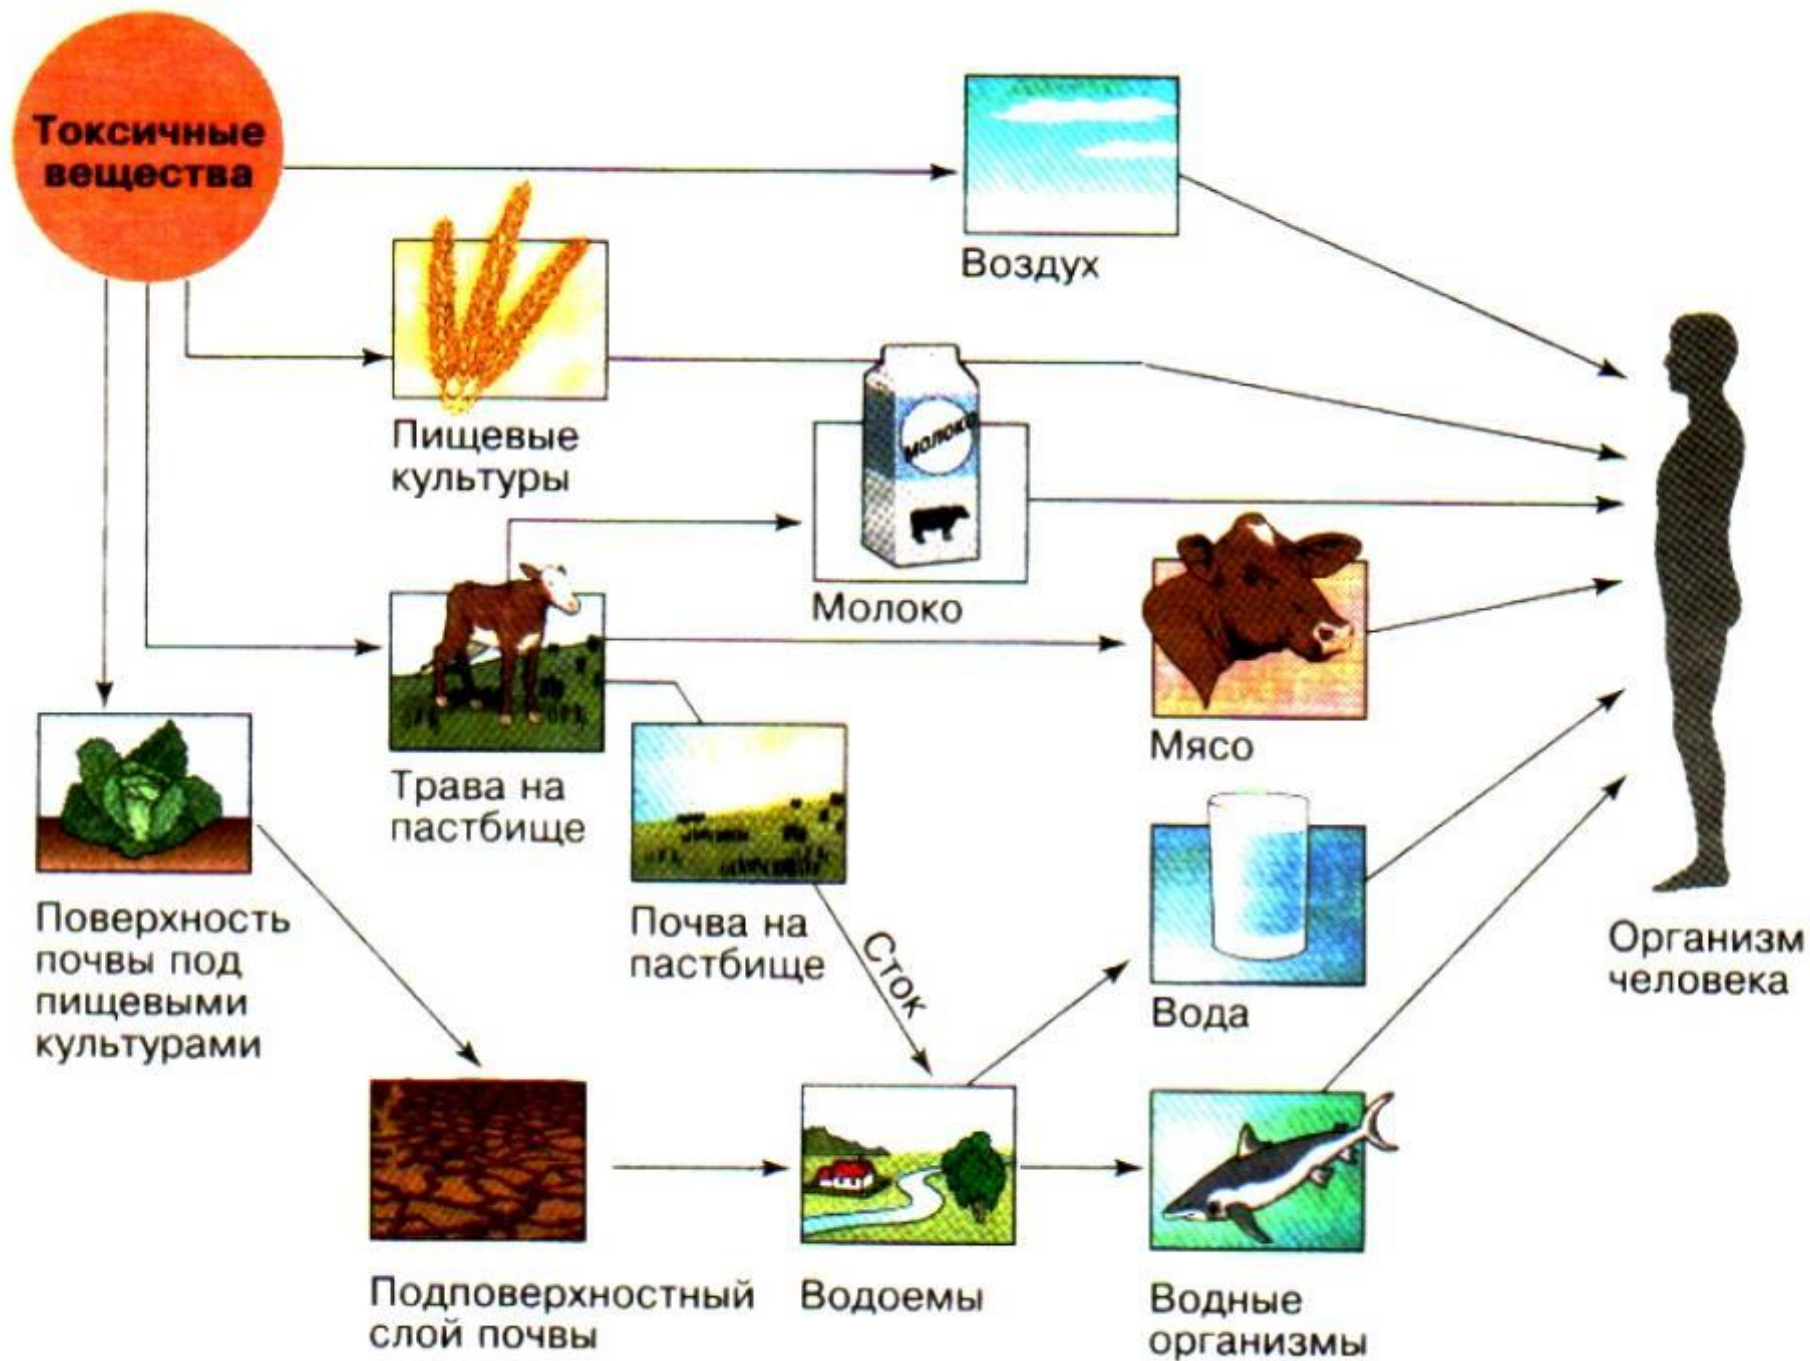 Токсичные
вещества
Воздух
Пищевые
культуры
молоко
Молоко
Трава на
пастбище
Мясо
Поверхность
почвы под
пищевыми
культурами
Почва на
пастбище
Сток
Вода
Организм
человека
Подповерхностный
слой почвы
Водоемы
Водные
организмы